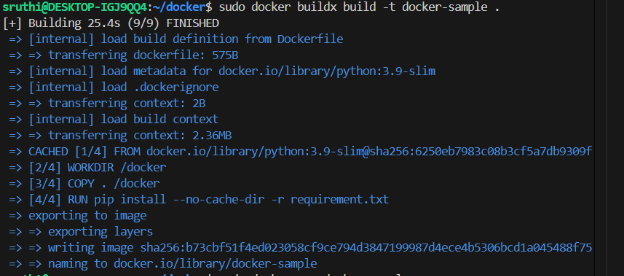 sruthi@DESKTOP-IGJ9QQ4:~/docker$ sudo docker buildx build -t docker-sample .
[+] Building 25.4s (9/9) FINISHED
=> [internal] load build definition from Dockerfile
=> => transferring dockerfile: 575B
=> [internal] load metadata for docker.io/library/python:3.9-slim
=> [internal] load .dockerignore
=> => transferring context: 2B
=> [internal] load build context
=> => transferring context: 2.36MB
=> CACHED [1/4] FROM docker.io/library/python:3.9-slim@sha256:6250eb7983c08b3cf5a7db9309f
=> [2/4] WORKDIR /docker
=> [3/4] COPY . /docker
=> [4/4] RUN pip install --no-cache-dir -r requirement.txt
=> exporting to image
=> => exporting layers
=> => writing image sha256:b73cbf51f4ed023058cf9ce794d3847199987d4ece4b5306bcd1a045488f75
=> => naming to docker.io/library/docker-sample